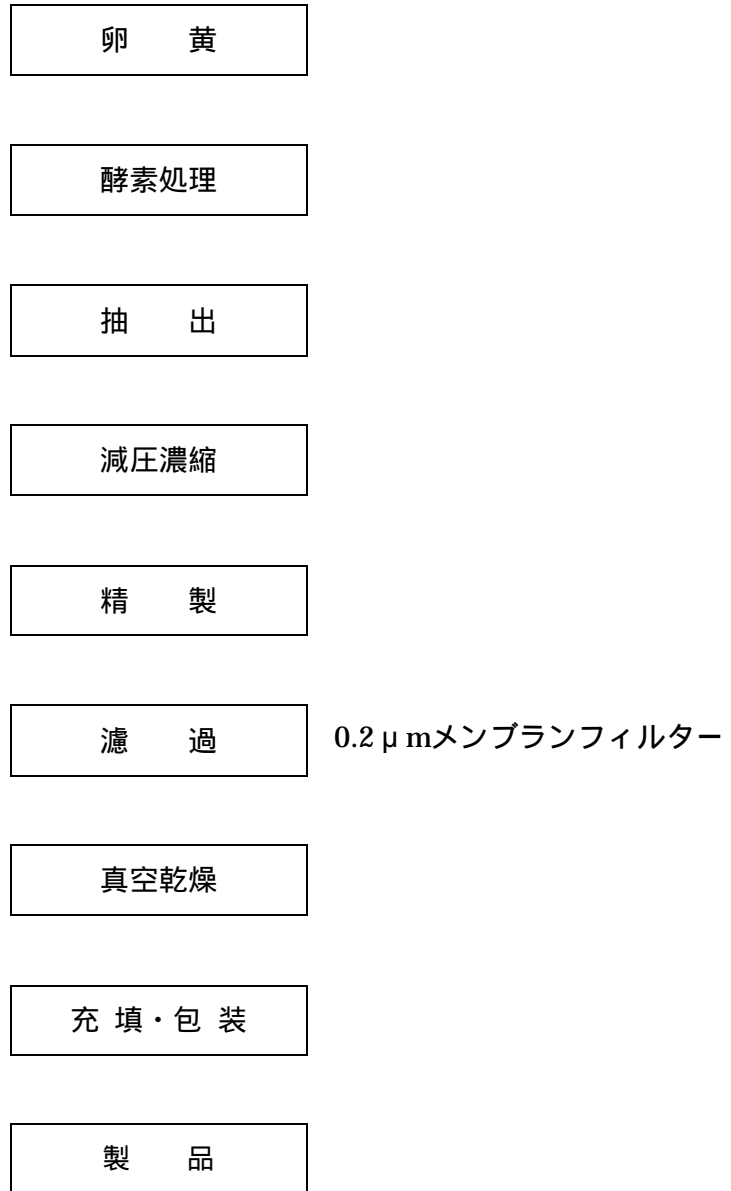 卵　　黄
酵素処理
抽　　出
減圧濃縮
精　　製
濾　　過　0.2μmメンブランフィルター
真空乾燥
充 填・包 装
製　　品